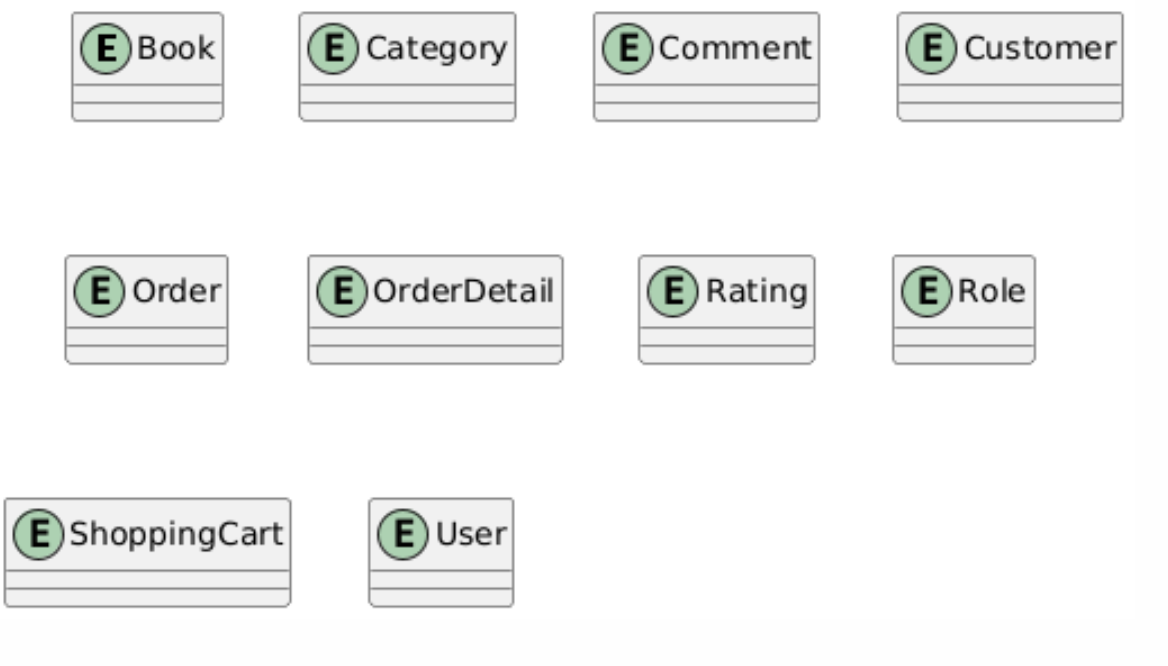 E Book E Category E Comment E Customer
E Order E OrderDetail E Rating E Role
E ShoppingCart E User